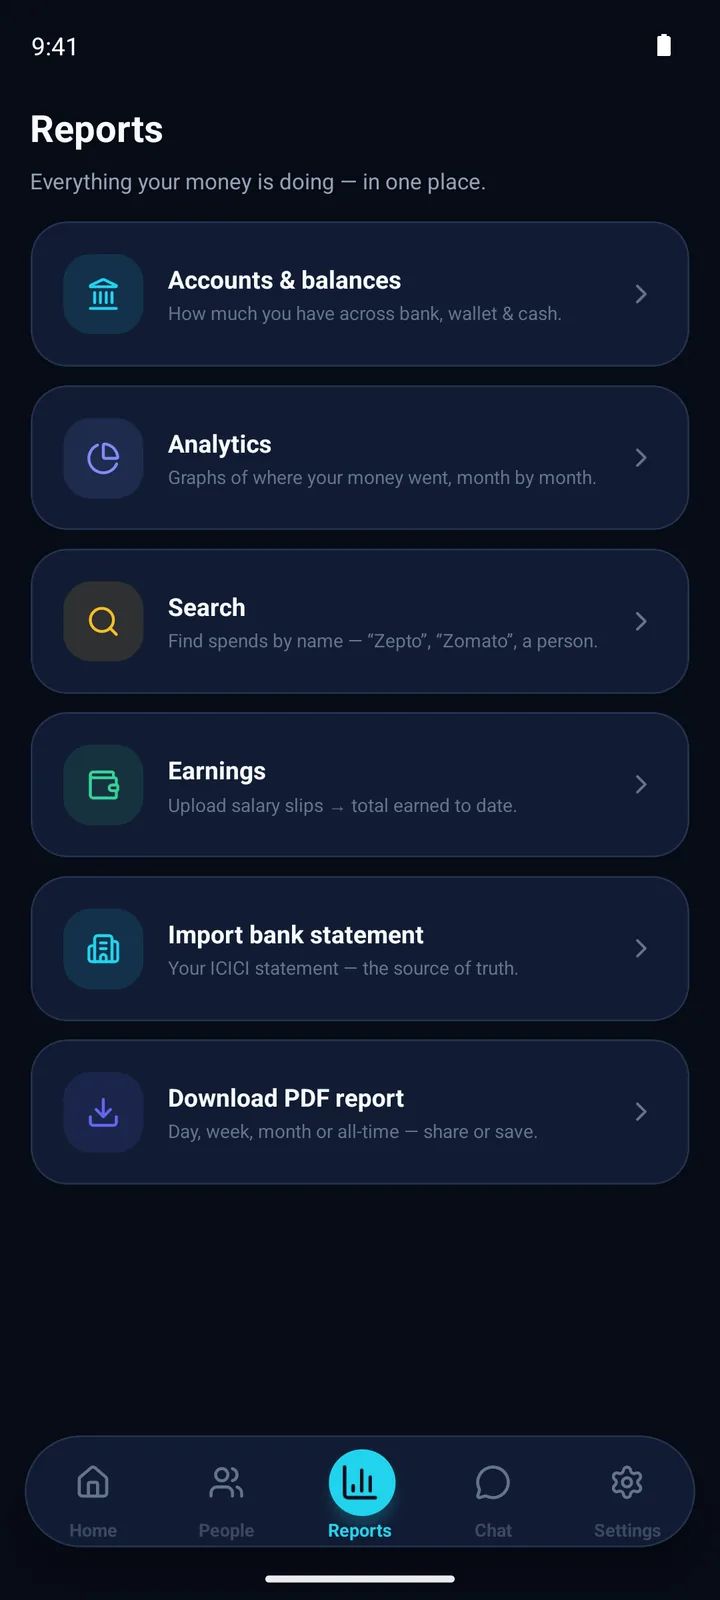 9:41
Reports
Everything your money is doing — in one place.
Accounts & balances
How much you have across bank, wallet & cash.
Analytics
Graphs of where your money went, month by month.
Search
Find spends by name — “Zepto”, “Zomato”, a person.
Earnings
Upload salary slips → total earned to date.
Import bank statement
Your ICICI statement — the source of truth.
Download PDF report
Day, week, month or all-time — share or save.
Home People Reports Chat Settings